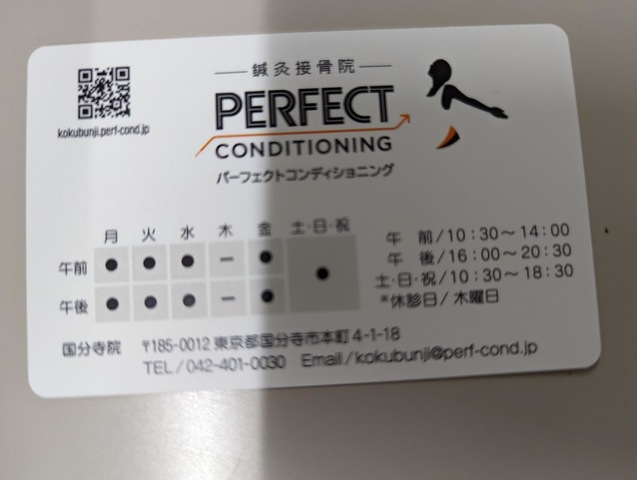 鍼灸接骨院
PERFECT
CONDITIONING
パーフェクトコンディショニング
kokubunji.perf-cond.jp
月 火 水 木 金 土・日・祝
午前 ● ● ● ー ● ●
午後 ● ● ● ー ●
午 前/10:30～14:00
午 後/16:00～20:30
土・日・祝/10:30～18:30
*休診日/木曜日
国分寺院 〒185-0012 東京都国分寺市本町4-1-18
TEL/042-401-0030 Email/kokubunji@perf-cond.jp